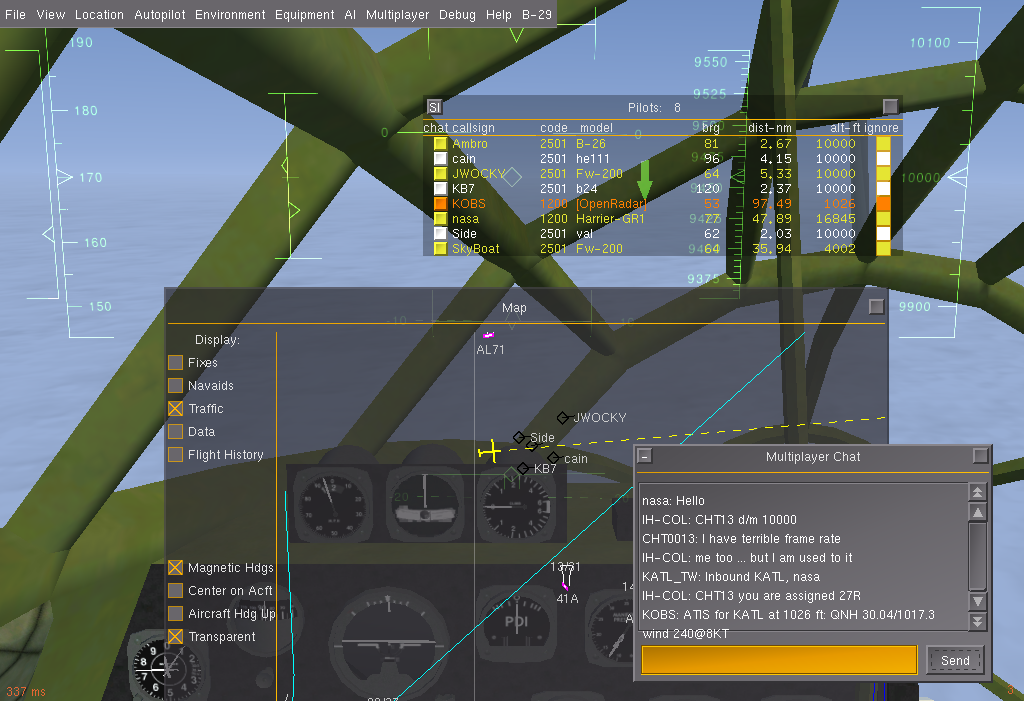 File View Location Autopilot Environment Equipment AI Multiplayer Debug Help B-29
190
180
170
160
150
0
9550
9525
9375
10100
10000
9900
SI Pilots: 8
chat callsign code model brg dist-nm alt-ft ignore
Ambro 2501 B-26 81 2.67 10000
cain 2501 he111 96 4.15 10000
JWOCKY 2501 Fw-200 64 5.33 10000
KB7 2501 b24 120 2.37 10000
KOBS 1200 [OpenRadar] 53 97.49 1026
nasa 1200 Harrier-GR1 77 47.89 16845
Side 2501 val 62 2.03 10000
SkyBoat 2501 Fw-200 64 35.94 4002
Map
Display:
Fixes
Navaids
Traffic
Data
Flight History
Magnetic Hdgs
Center on Acft
Aircraft Hdg Up
Transparent
AL71
JWOCKY
Side
cain
KB7
13/31
41A
PDI
Multiplayer Chat
nasa: Hello
IH-COL: CHT13 d/m 10000
CHT0013: I have terrible frame rate
IH-COL: me too ... but I am used to it
KATL_TW: Inbound KATL, nasa
IH-COL: CHT13 you are assigned 27R
KOBS: ATIS for KATL at 1026 ft: QNH 30.04/1017.3
wind 240@8KT
Send
337 ms